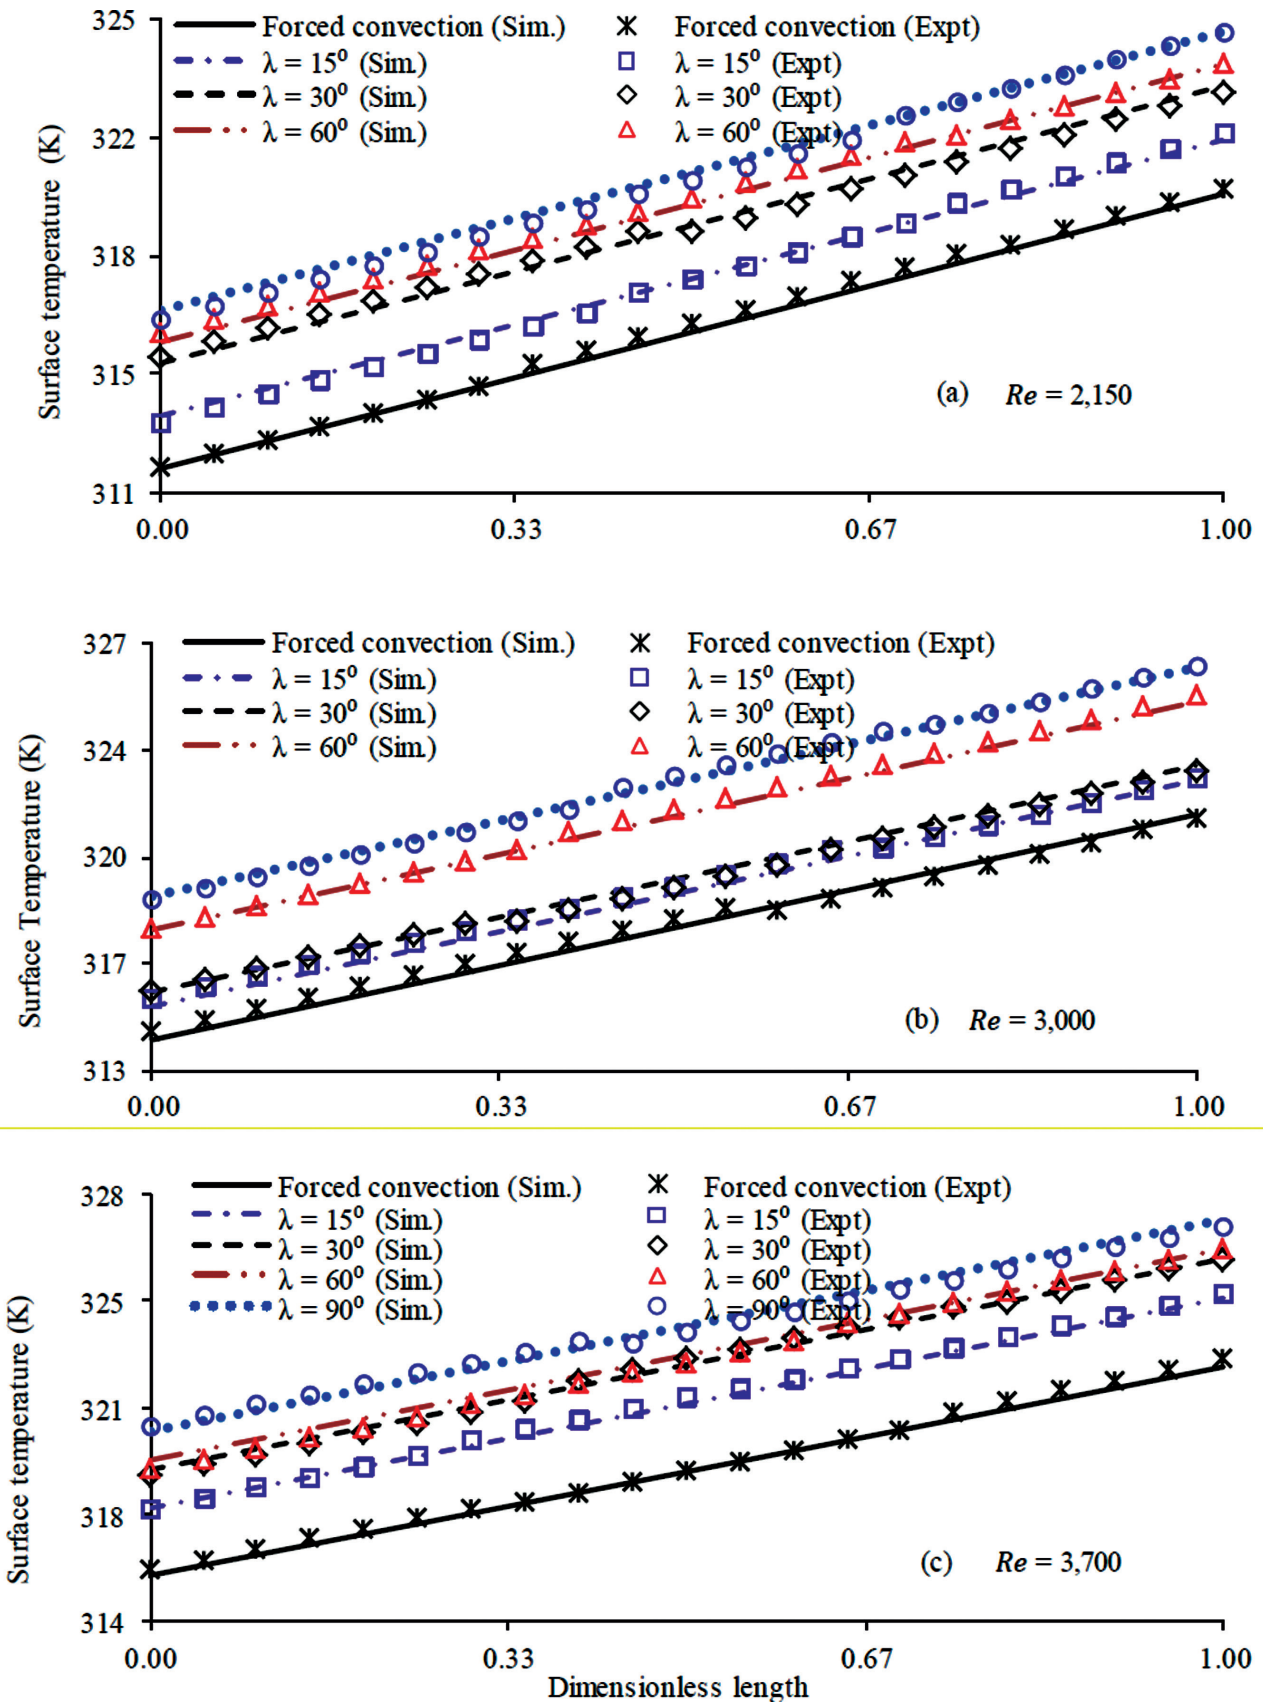 325
Forced convection (Sim.)
Forced convection (Expt)
λ = 15⁰ (Sim.)
λ = 15⁰ (Expt)
λ = 30⁰ (Sim.)
λ = 30⁰ (Expt)
λ = 60⁰ (Sim.)
λ = 60⁰ (Expt)
322
318
315
311
Surface temperature (K)
(a) Re = 2,150
0.00 0.33 0.67 1.00
327
Forced convection (Sim.)
Forced convection (Expt)
λ = 15⁰ (Sim.)
λ = 15⁰ (Expt)
λ = 30⁰ (Sim.)
λ = 30⁰ (Expt)
λ = 60⁰ (Sim.)
λ = 60⁰ (Expt)
324
320
317
313
Surface Temperature (K)
(b) Re = 3,000
0.00 0.33 0.67 1.00
328
Forced convection (Sim.)
Forced convection (Expt)
λ = 15⁰ (Sim.)
λ = 15⁰ (Expt)
λ = 30⁰ (Sim.)
λ = 30⁰ (Expt)
λ = 60⁰ (Sim.)
λ = 60⁰ (Expt)
λ = 90⁰ (Sim.)
λ = 90⁰ (Expt)
325
321
318
314
Surface temperature (K)
(c) Re = 3,700
0.00 0.33 0.67 1.00
Dimensionless length